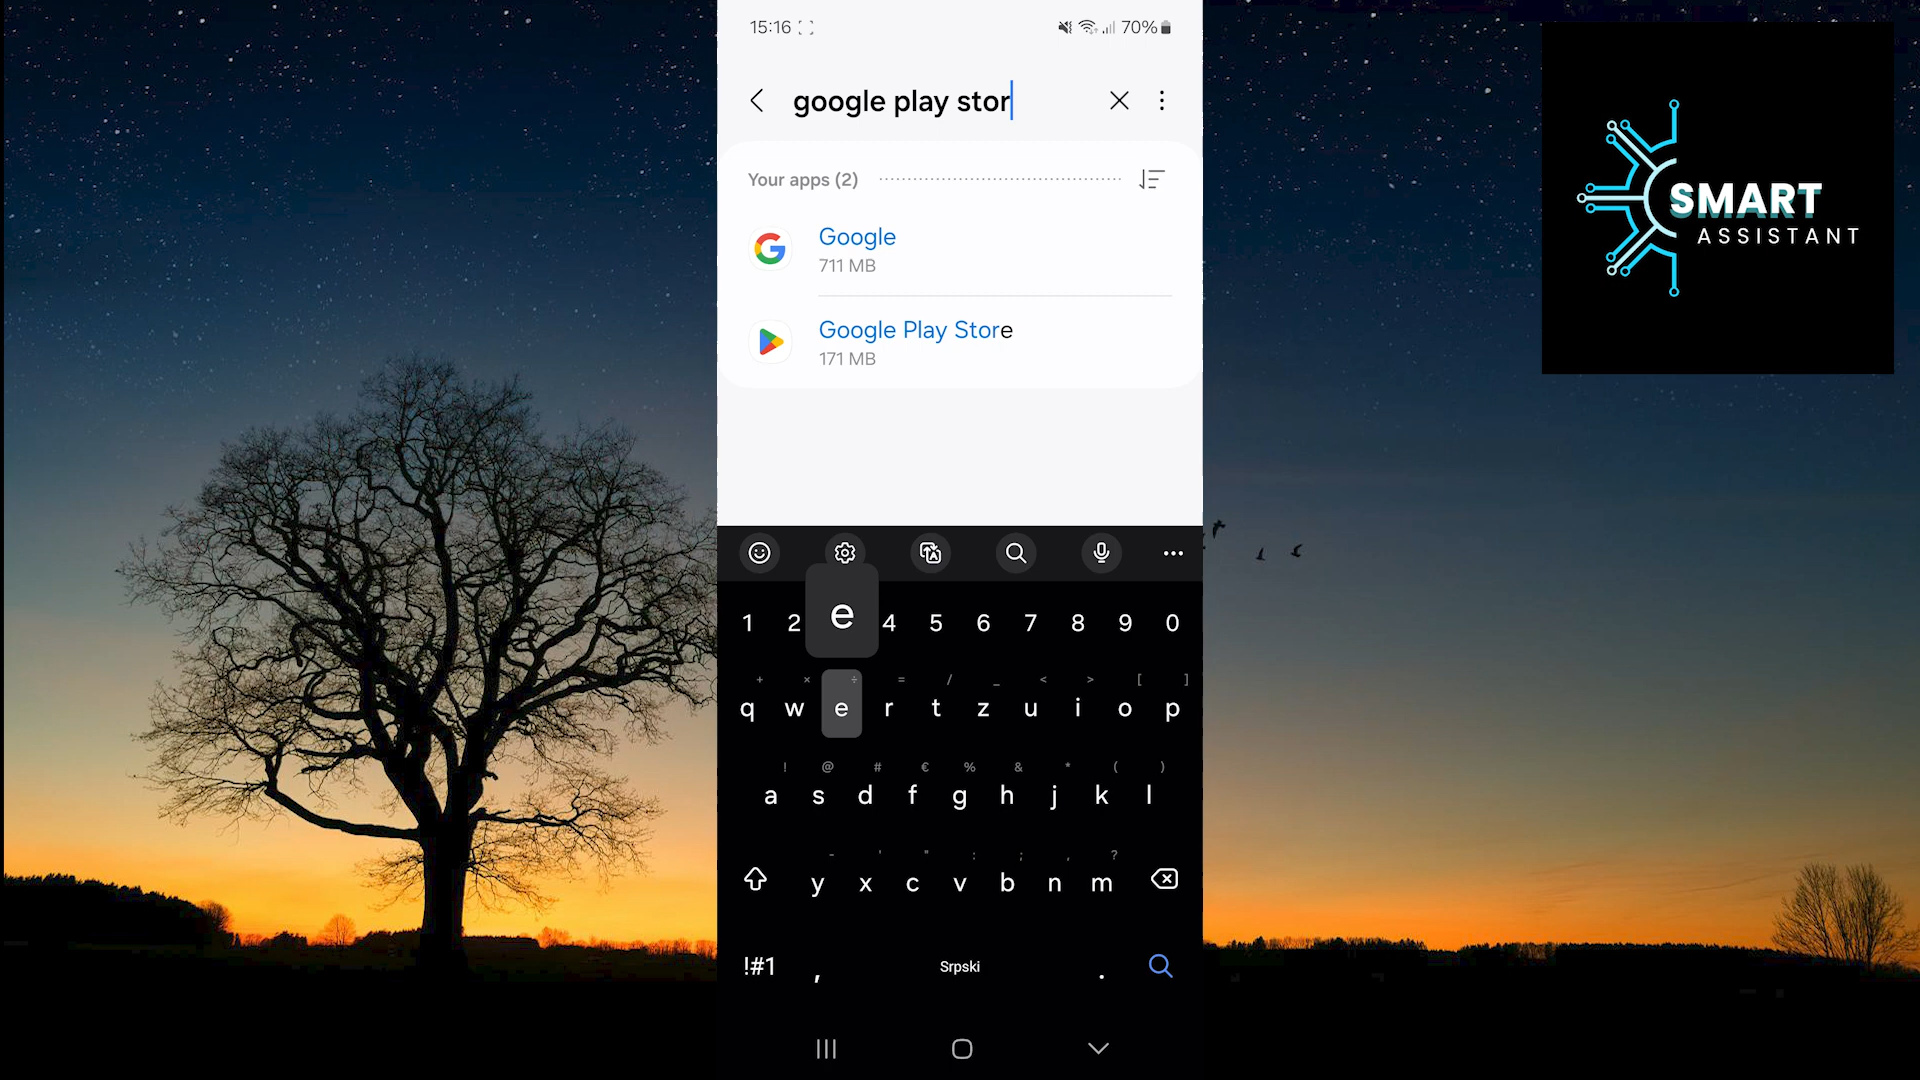 15:16 70%
google play stor
Your apps (2)
Google
711 MB
Google Play Store
171 MB
e
1 2 4 5 6 7 8 9 0
+ × ÷ = / _ < > [ ]
q w e r t z u i o p
! @ # € % & * ( )
a s d f g h j k l
- ' " : ; , ?
y x c v b n m
!#1 , Srpski .
SMART
ASSISTANT